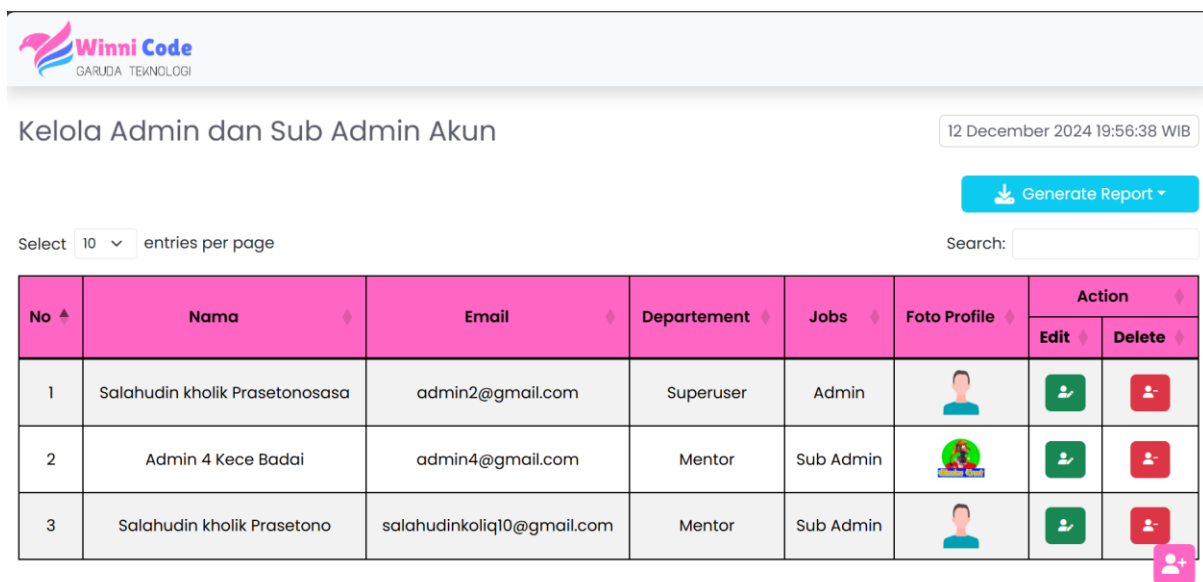 Winni Code
GARUDA TEKNOLOGI
Kelola Admin dan Sub Admin Akun
12 December 2024 19:56:38 WIB
Generate Report
Select 10 entries per page
Search:
No Nama Email Departement Jobs Foto Profile Action
Edit Delete
1 Salahudin kholik Prasetonosasa admin2@gmail.com Superuser Admin
2 Admin 4 Kece Badai admin4@gmail.com Mentor Sub Admin
3 Salahudin kholik Prasetono salahudinkoliq10@gmail.com Mentor Sub Admin